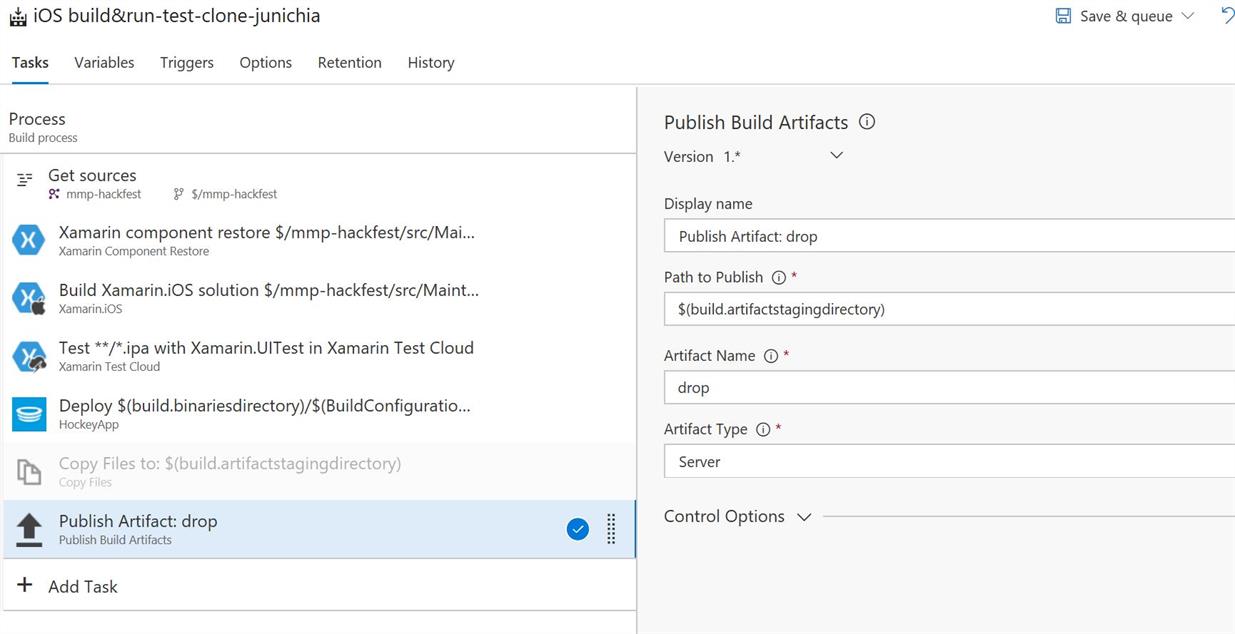 iOS build&run-test-clone-junichia
Save & queue
Tasks Variables Triggers Options Retention History
Process
Build process
Get sources
mmp-hackfest $/mmp-hackfest
Xamarin component restore $/mmp-hackfest/src/Mai...
Xamarin Component Restore
Build Xamarin.iOS solution $/mmp-hackfest/src/Maint...
Xamarin.iOS
Test **/*.ipa with Xamarin.UITest in Xamarin Test Cloud
Xamarin Test Cloud
Deploy $(build.binariesdirectory)/$(BuildConfiguratio...
HockeyApp
Copy Files to: $(build.artifactstagingdirectory)
Copy Files
Publish Artifact: drop
Publish Build Artifacts
+ Add Task
Publish Build Artifacts
Version 1.*
Display name
Publish Artifact: drop
Path to Publish *
$(build.artifactstagingdirectory)
Artifact Name *
drop
Artifact Type *
Server
Control Options